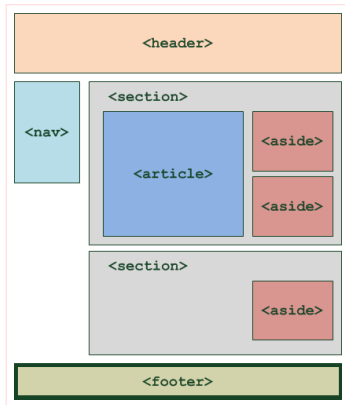 <header>
<nav>
<section>
<article>
<aside>
<aside>
<section>
<aside>
<footer>